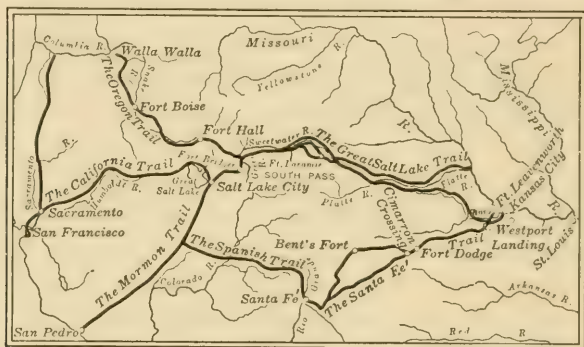 Columbia R.
Walla Walla
Snake R.
The Oregon Trail
Missouri
Yellowstone R.
Mississippi
R.
Fort Boise
Fort Hall
Sweetwater R.
The Great Salt Lake Trail
R.
Sacramento R.
The California Trail
Humboldt R.
Fort Bridger
Great Salt Lake
Ft. Laramie
SOUTH PASS
Salt Lake City
Platte R.
Platte R.
Ft. Leavenworth
Kansas City
R.
Sacramento
San Francisco
The Mormon Trail
Cimarron Crossing
Westport Landing
St. Louis
Bent's Fort
Fort Dodge
The Spanish Trail
Trail
The Santa Fé
Colorado R.
Santa Fé
Rio
Arkansas R.
San Pedro
Red R